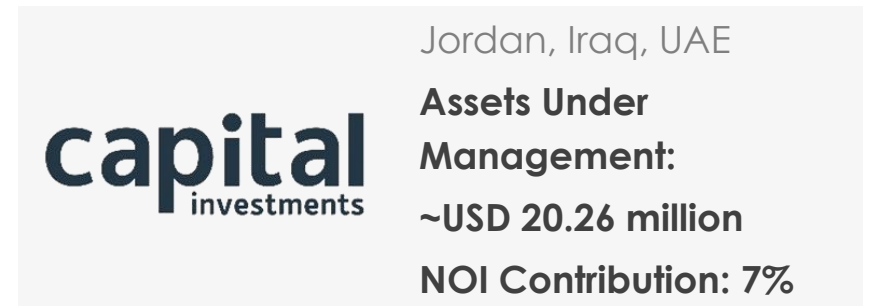 capital
investments
Jordan, Iraq, UAE
Assets Under
Management:
~USD 20.26 million
NOI Contribution: 7%